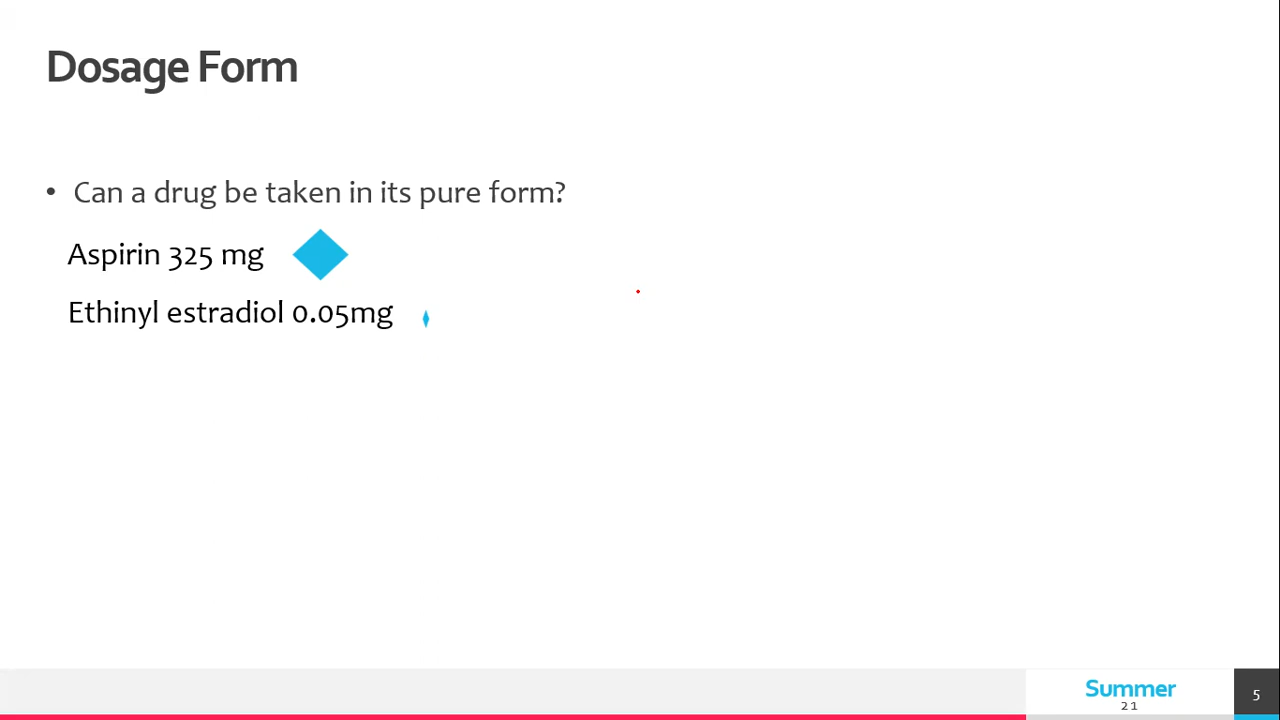 Dosage Form
• Can a drug be taken in its pure form?
Aspirin 325 mg
Ethinyl estradiol 0.05mg
Summer
21
5